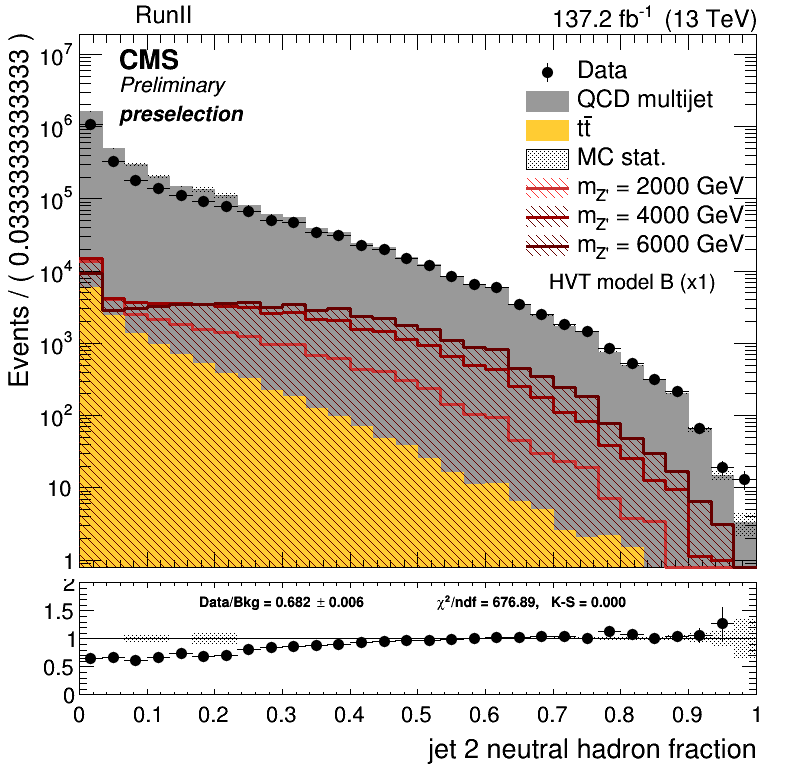 RunII 137.2 fb⁻¹ (13 TeV)
CMS
Preliminary
preselection
Data
QCD multijet
tt̄
MC stat.
m_Z' = 2000 GeV
m_Z' = 4000 GeV
m_Z' = 6000 GeV
HVT model B (x1)
Events / ( 0.0333333333333333 )
10⁷
10⁶
10⁵
10⁴
10³
10²
10
1
Data/Bkg = 0.682 ± 0.006 χ²/ndf = 676.89, K-S = 0.000
2
1.5
1
0.5
0
0 0.1 0.2 0.3 0.4 0.5 0.6 0.7 0.8 0.9 1
jet 2 neutral hadron fraction